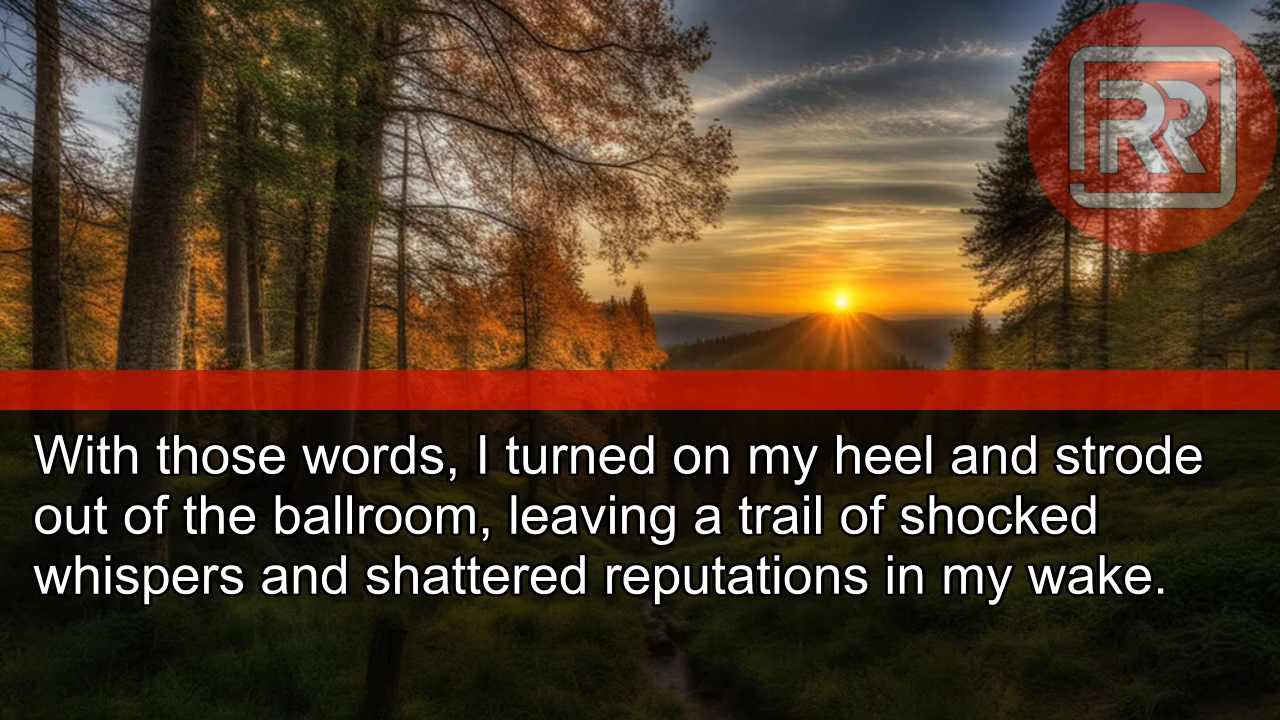 RR
With those words, I turned on my heel and strode
out of the ballroom, leaving a trail of shocked
whispers and shattered reputations in my wake.